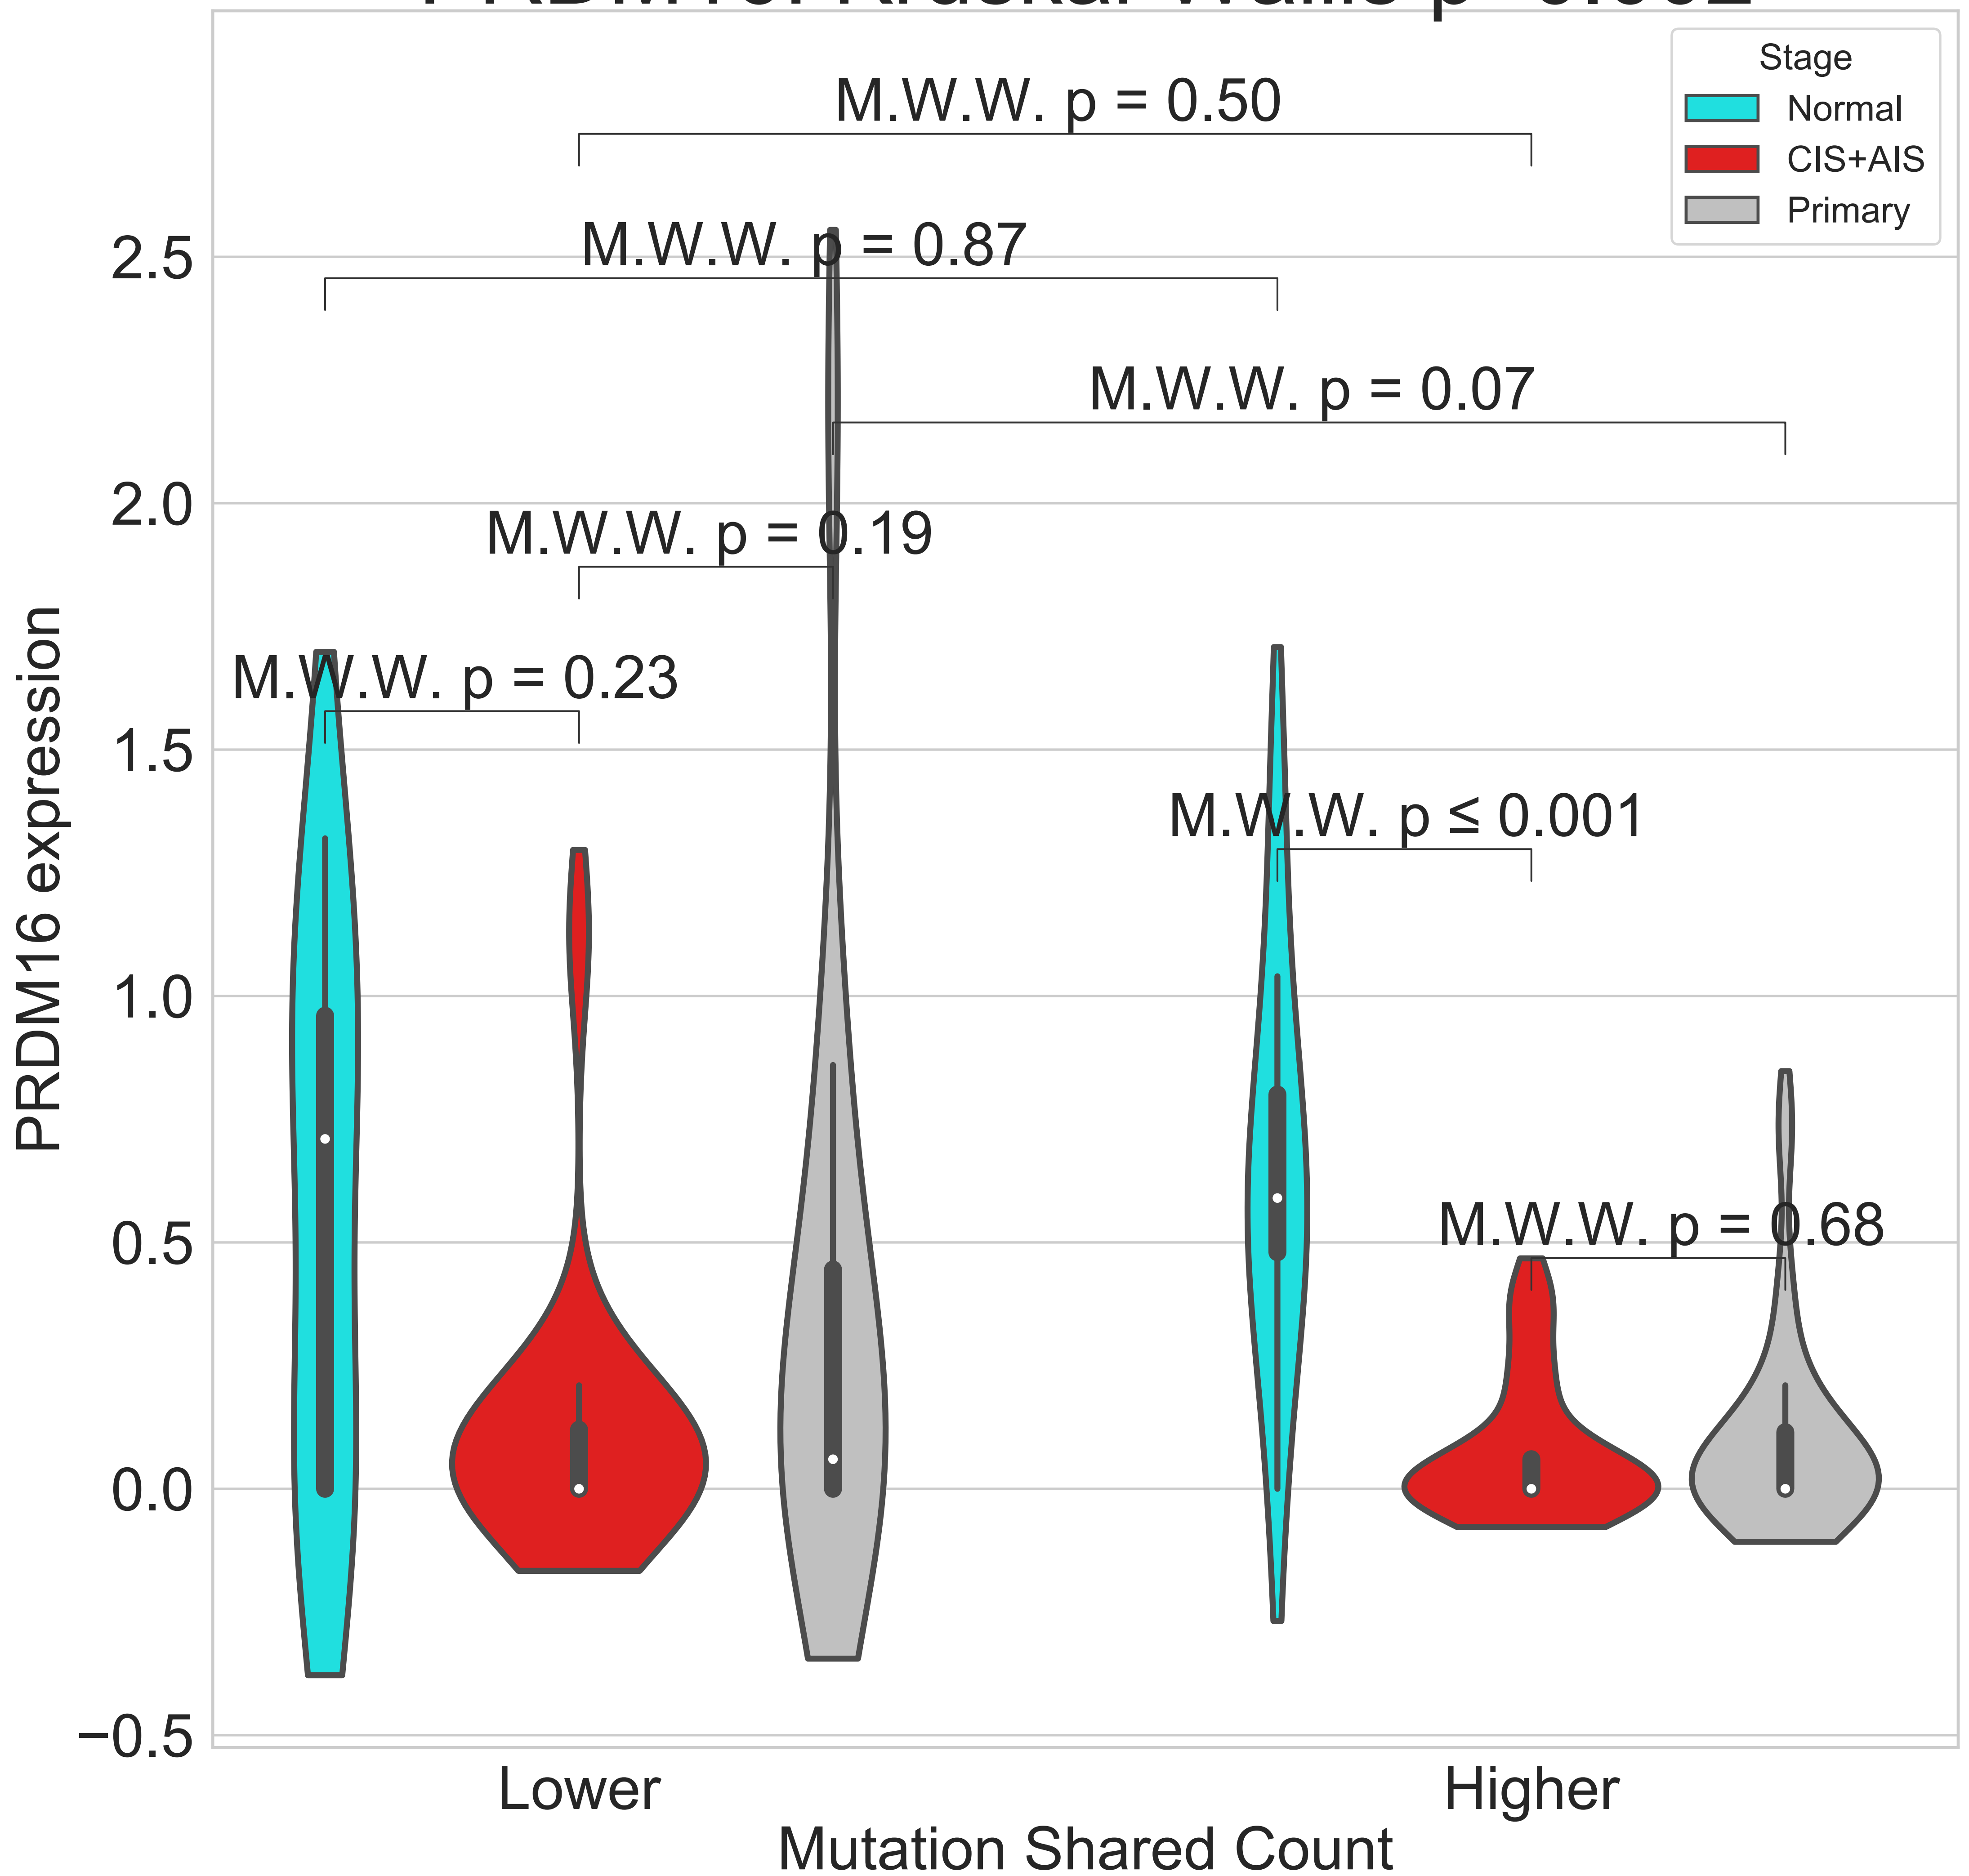 Stage
Normal
CIS+AIS
Primary
M.W.W. p = 0.50
M.W.W. p = 0.87
M.W.W. p = 0.07
M.W.W. p = 0.19
M.W.W. p = 0.23
M.W.W. p ≤ 0.001
M.W.W. p = 0.68
PRDM16 expression
2.5
2.0
1.5
1.0
0.5
0.0
−0.5
Lower
Higher
Mutation Shared Count